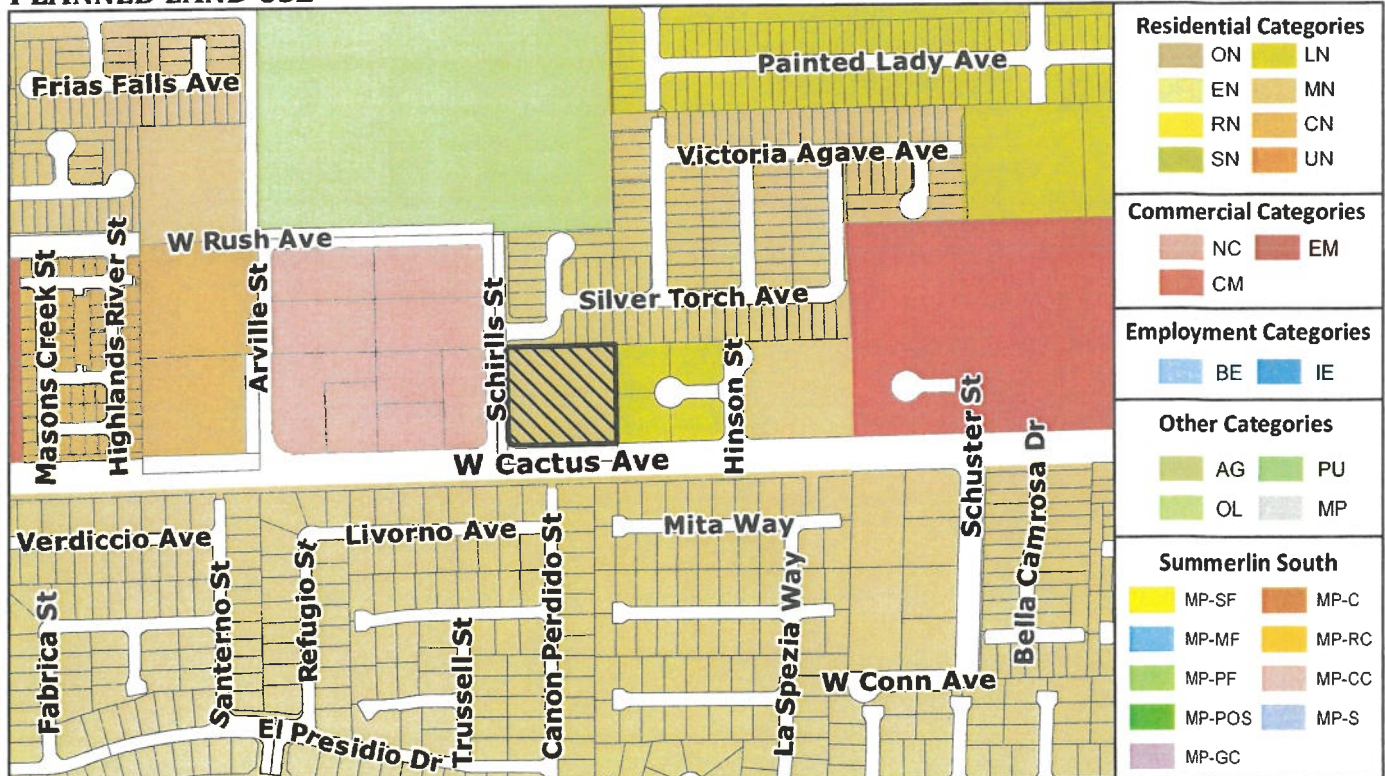 PLANNED LAND USE
Frias Falls Ave
Painted Lady Ave
Victoria Agave Ave
W Rush Ave
Silver Torch Ave
Masons Creek St
Highlands River St
Arville St
Schirlls St
Hinson St
Schuster St
Bella Camrosa Dr
W Cactus Ave
Verdiccio Ave
Livorno Ave
Mita Way
Fabrica St
Santerno St
Refugio St
Trussell St
Canon Perdido St
La Spezia Way
W Conn Ave
El Presidio Dr
Residential Categories
ON LN
EN MN
RN CN
SN UN
Commercial Categories
NC EM
CM
Employment Categories
BE IE
Other Categories
AG PU
OL MP
Summerlin South
MP-SF MP-C
MP-MF MP-RC
MP-PF MP-CC
MP-POS MP-S
MP-GC